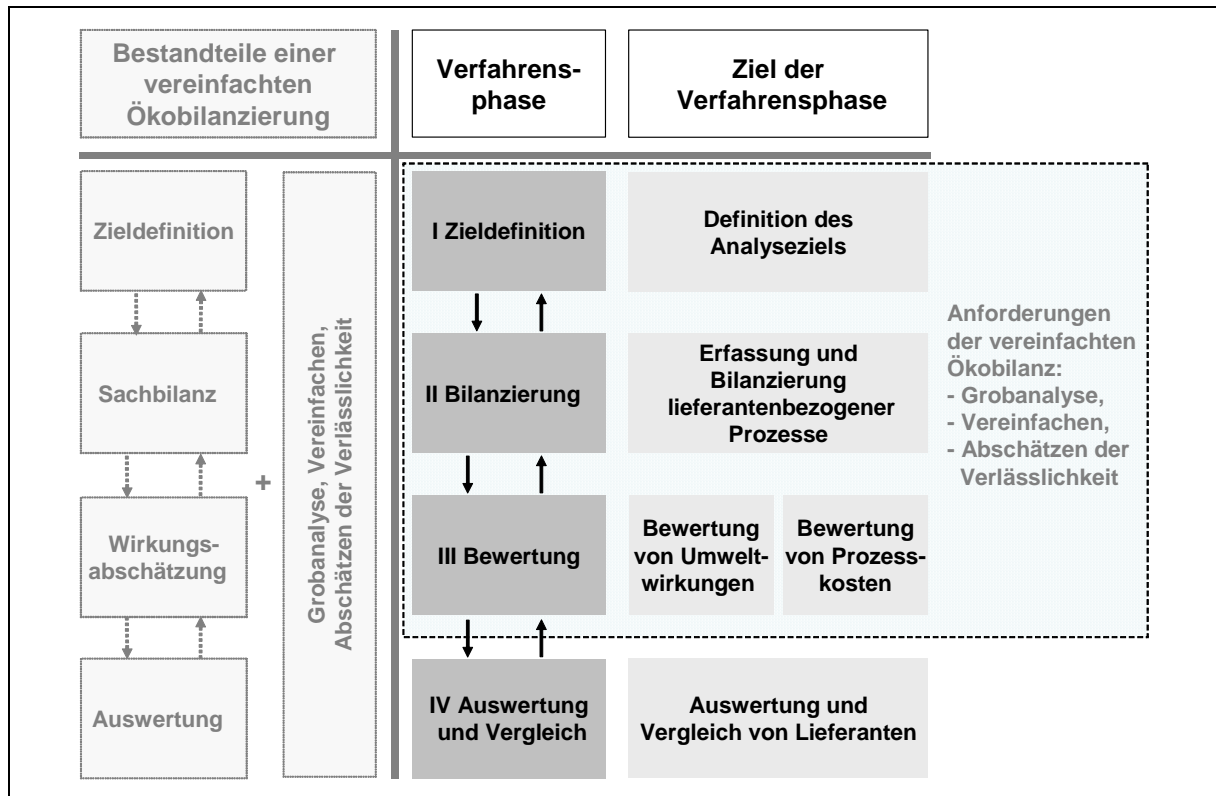 Bestandteile einer
vereinfachten
Ökobilanzierung
Verfahrens-
phase
Ziel der
Verfahrensphase
Zieldefinition
Sachbilanz
Wirkungs-
abschätzung
Auswertung
+
Grobanalyse, Vereinfachen,
Abschätzen der Verlässlichkeit
I Zieldefinition
Definition des
Analyseziels
II Bilanzierung
Erfassung und
Bilanzierung
lieferantenbezogener
Prozesse
III Bewertung
Bewertung
von Umwelt-
wirkungen
Bewertung
von Prozess-
kosten
IV Auswertung
und Vergleich
Auswertung und
Vergleich von Lieferanten
Anforderungen
der vereinfachten
Ökobilanz:
- Grobanalyse,
- Vereinfachen,
- Abschätzen der
Verlässlichkeit